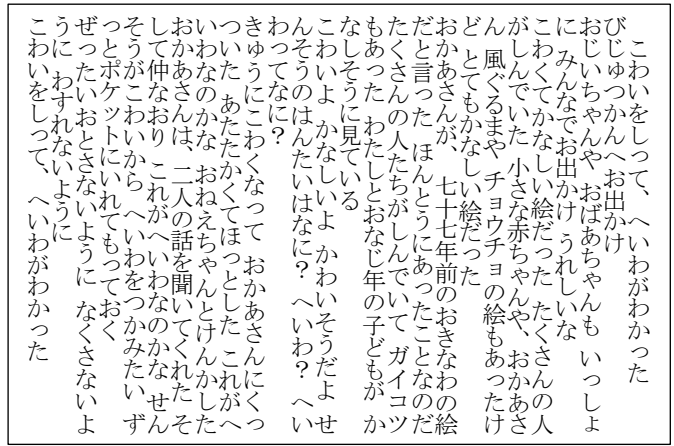 こわいをしって、へいわがわかった
びじゅつかんへお出かけ
おじいちゃんや おばあちゃんも いっしょ
に みんなでお出かけ うれしいな
こわくてかなしい絵だった たくさんの人
がしんでいた 小さな赤ちゃんや、おかあさ
ん 風ぐるまや チョウチョの絵もあったけ
ど とてもかなしい絵だった
おかあさんが、 七十七年前のおきなわの絵
だと言った ほんとうにあったことなのだ
たくさんの人たちがしんでいて ガイコツ
もあった わたしとおなじ年の子どもが か
なしそうに見ている
こわいよ かなしいよ かわいそうだよ せ
んそうのはんたいはなに? へいわ? へい
わってなに?
きゅうにこわくなって おかあさんにくっ
ついた あたたかくてほっとした これがへ
いわなのかな おねえちゃんとけんかした
おかあさんは、二人の話を聞いてくれた そ
して仲なおり これがへいわなのかな せん
そうがこわいから へいわをつかみたい ず
っとポケットにいれてもっておく
ぜったいおとさないように なくさないよ
うに わすれないように
こわいをしって、へいわがわかった